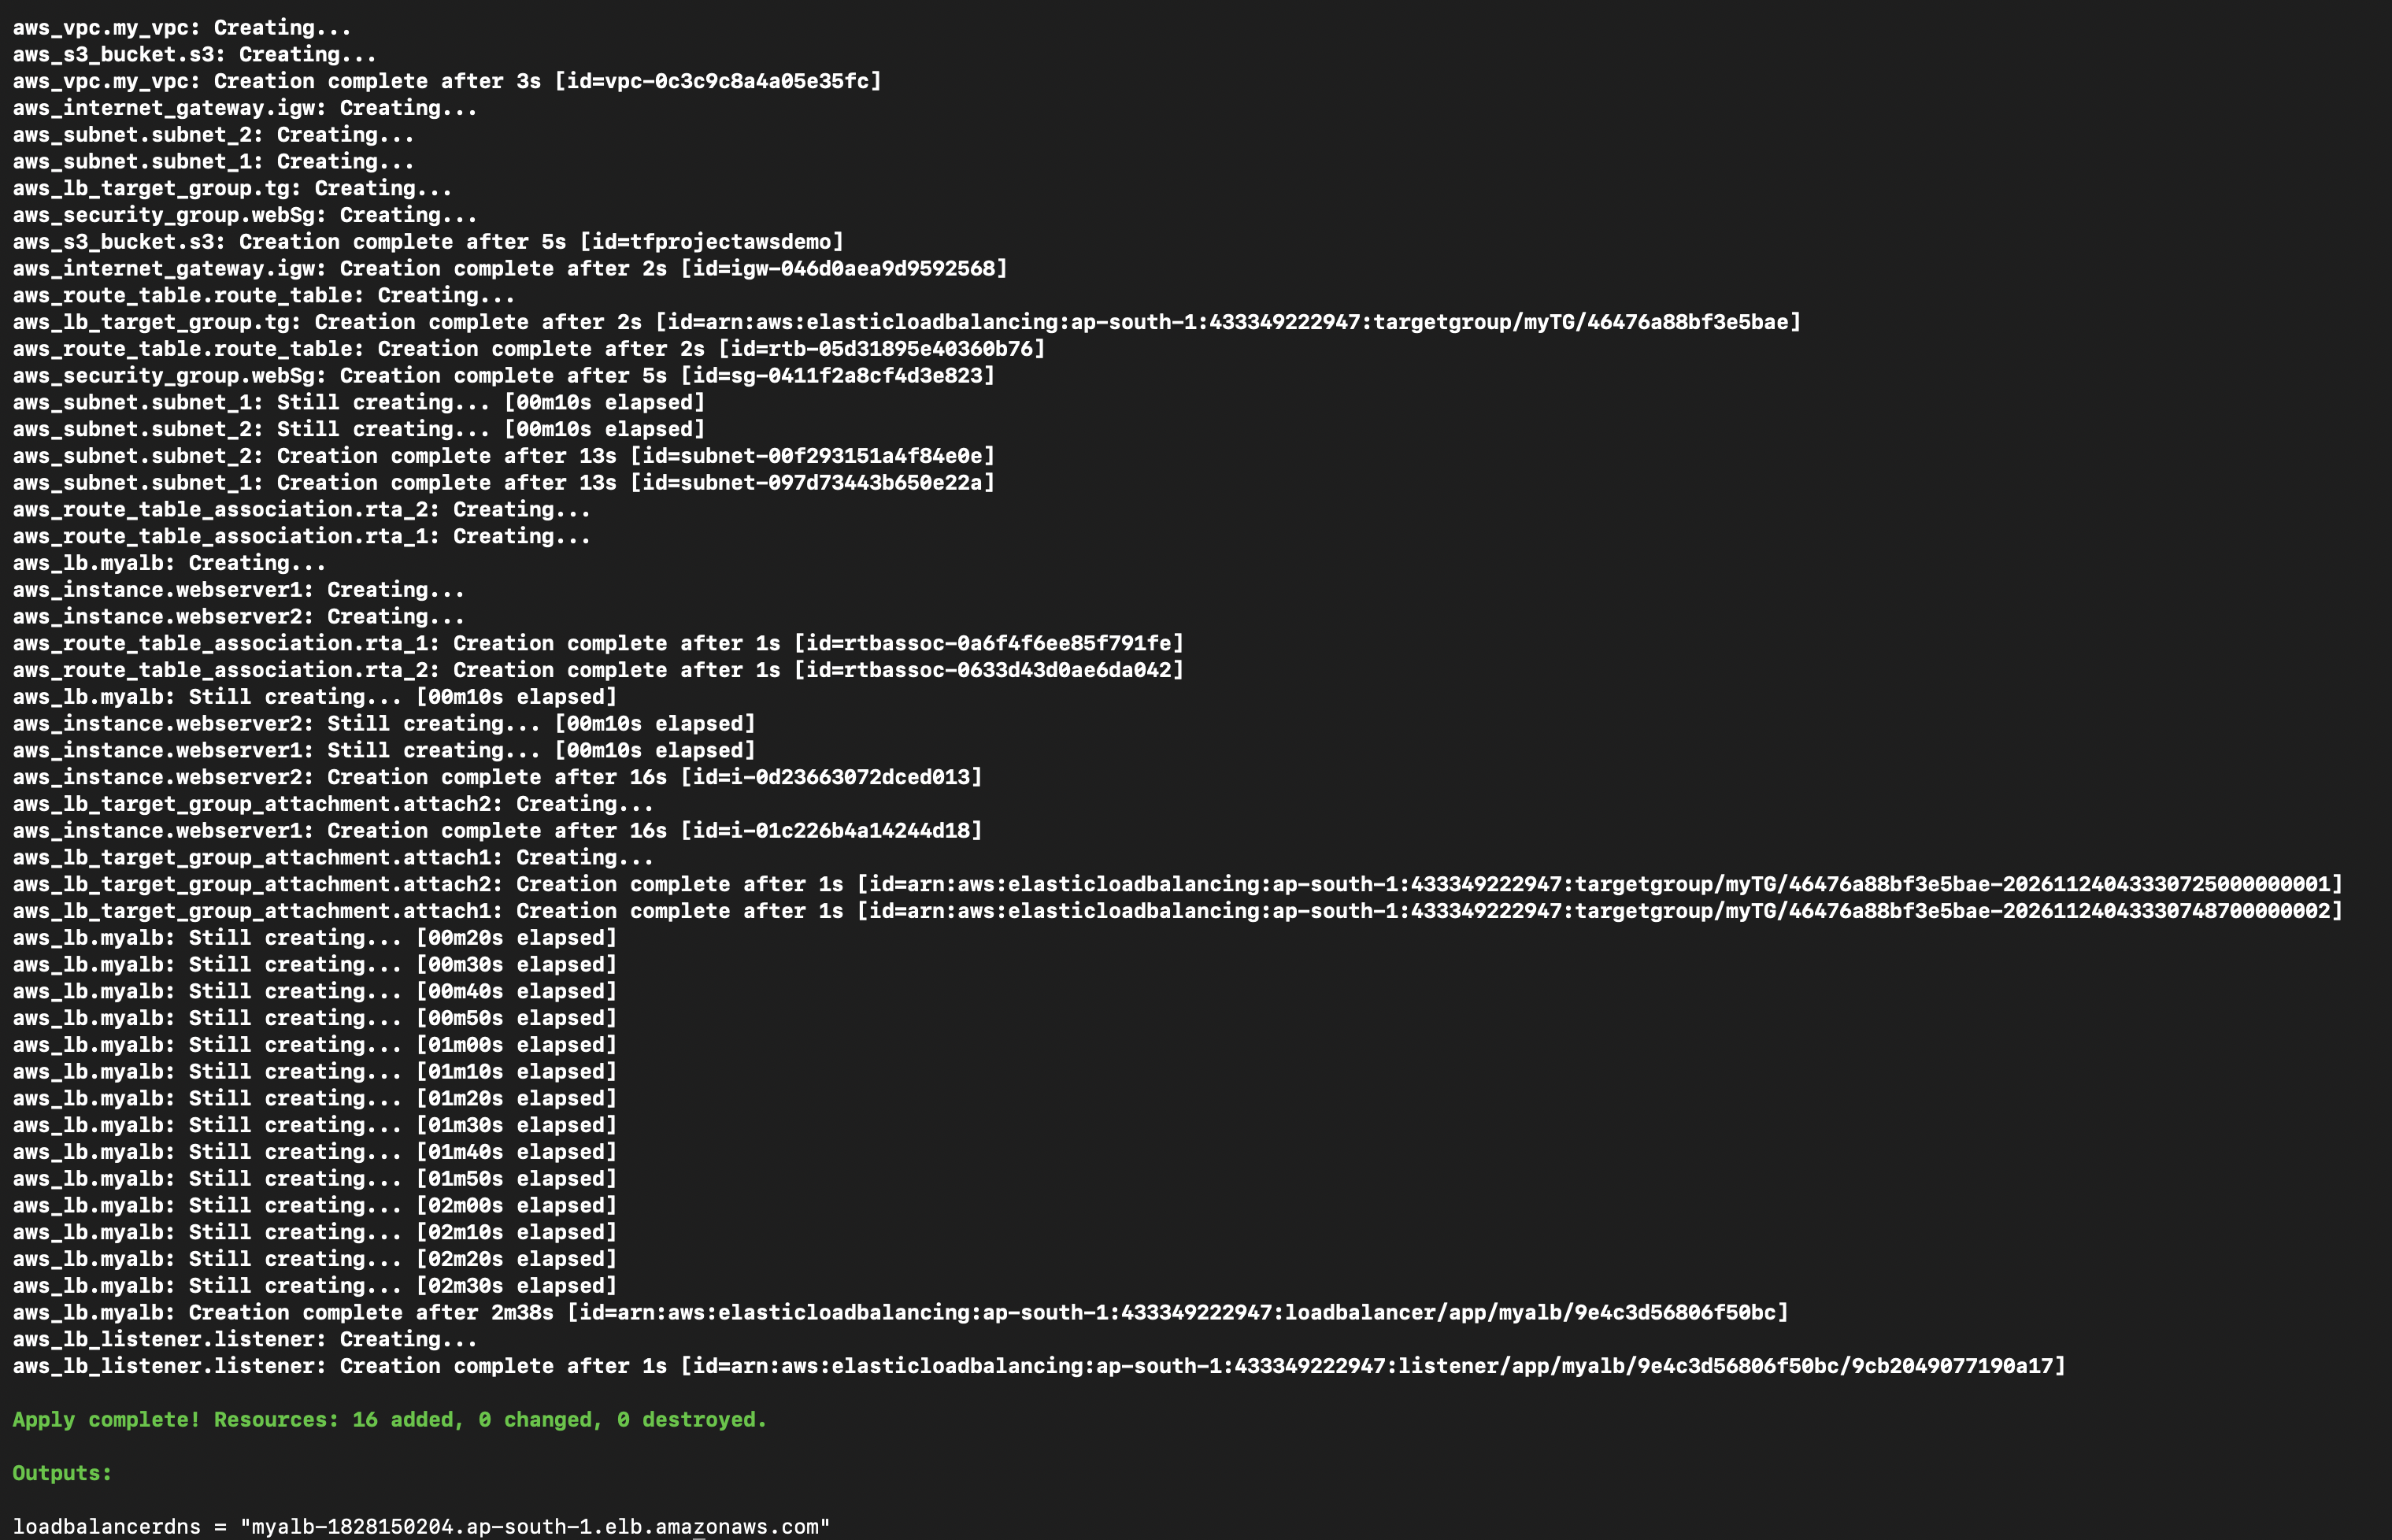 aws_vpc.my_vpc: Creating...
aws_s3_bucket.s3: Creating...
aws_vpc.my_vpc: Creation complete after 3s [id=vpc-0c3c9c8a4a05e35fc]
aws_internet_gateway.igw: Creating...
aws_subnet.subnet_2: Creating...
aws_subnet.subnet_1: Creating...
aws_lb_target_group.tg: Creating...
aws_security_group.webSg: Creating...
aws_s3_bucket.s3: Creation complete after 5s [id=tfprojectawsdemo]
aws_internet_gateway.igw: Creation complete after 2s [id=igw-046d0aea9d9592568]
aws_route_table.route_table: Creating...
aws_lb_target_group.tg: Creation complete after 2s [id=arn:aws:elasticloadbalancing:ap-south-1:433349222947:targetgroup/myTG/46476a88bf3e5bae]
aws_route_table.route_table: Creation complete after 2s [id=rtb-05d31895e40360b76]
aws_security_group.webSg: Creation complete after 5s [id=sg-0411f2a8cf4d3e823]
aws_subnet.subnet_1: Still creating... [00m10s elapsed]
aws_subnet.subnet_2: Still creating... [00m10s elapsed]
aws_subnet.subnet_2: Creation complete after 13s [id=subnet-00f293151a4f84e0e]
aws_subnet.subnet_1: Creation complete after 13s [id=subnet-097d73443b650e22a]
aws_route_table_association.rta_2: Creating...
aws_route_table_association.rta_1: Creating...
aws_lb.myalb: Creating...
aws_instance.webserver1: Creating...
aws_instance.webserver2: Creating...
aws_route_table_association.rta_1: Creation complete after 1s [id=rtbassoc-0a6f4f6ee85f791fe]
aws_route_table_association.rta_2: Creation complete after 1s [id=rtbassoc-0633d43d0ae6da042]
aws_lb.myalb: Still creating... [00m10s elapsed]
aws_instance.webserver2: Still creating... [00m10s elapsed]
aws_instance.webserver1: Still creating... [00m10s elapsed]
aws_instance.webserver2: Creation complete after 16s [id=i-0d23663072dced013]
aws_lb_target_group_attachment.attach2: Creating...
aws_instance.webserver1: Creation complete after 16s [id=i-01c226b4a14244d18]
aws_lb_target_group_attachment.attach1: Creating...
aws_lb_target_group_attachment.attach2: Creation complete after 1s [id=arn:aws:elasticloadbalancing:ap-south-1:433349222947:targetgroup/myTG/46476a88bf3e5bae-20261124043330725000000001]
aws_lb_target_group_attachment.attach1: Creation complete after 1s [id=arn:aws:elasticloadbalancing:ap-south-1:433349222947:targetgroup/myTG/46476a88bf3e5bae-20261124043330748700000002]
aws_lb.myalb: Still creating... [00m20s elapsed]
aws_lb.myalb: Still creating... [00m30s elapsed]
aws_lb.myalb: Still creating... [00m40s elapsed]
aws_lb.myalb: Still creating... [00m50s elapsed]
aws_lb.myalb: Still creating... [01m00s elapsed]
aws_lb.myalb: Still creating... [01m10s elapsed]
aws_lb.myalb: Still creating... [01m20s elapsed]
aws_lb.myalb: Still creating... [01m30s elapsed]
aws_lb.myalb: Still creating... [01m40s elapsed]
aws_lb.myalb: Still creating... [01m50s elapsed]
aws_lb.myalb: Still creating... [02m00s elapsed]
aws_lb.myalb: Still creating... [02m10s elapsed]
aws_lb.myalb: Still creating... [02m20s elapsed]
aws_lb.myalb: Still creating... [02m30s elapsed]
aws_lb.myalb: Creation complete after 2m38s [id=arn:aws:elasticloadbalancing:ap-south-1:433349222947:loadbalancer/app/myalb/9e4c3d56806f50bc]
aws_lb_listener.listener: Creating...
aws_lb_listener.listener: Creation complete after 1s [id=arn:aws:elasticloadbalancing:ap-south-1:433349222947:listener/app/myalb/9e4c3d56806f50bc/9cb2049077190a17]
Apply complete! Resources: 16 added, 0 changed, 0 destroyed.
Outputs:
loadbalancerdns = "myalb-1828150204.ap-south-1.elb.amazonaws.com"